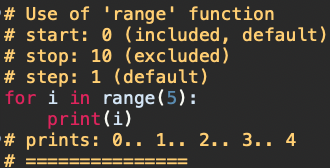 # Use of 'range' function
# start: 0 (included, default)
# stop: 10 (excluded)
# step: 1 (default)
for i in range(5):
    print(i)
# prints: 0.. 1.. 2.. 3.. 4
# ===============